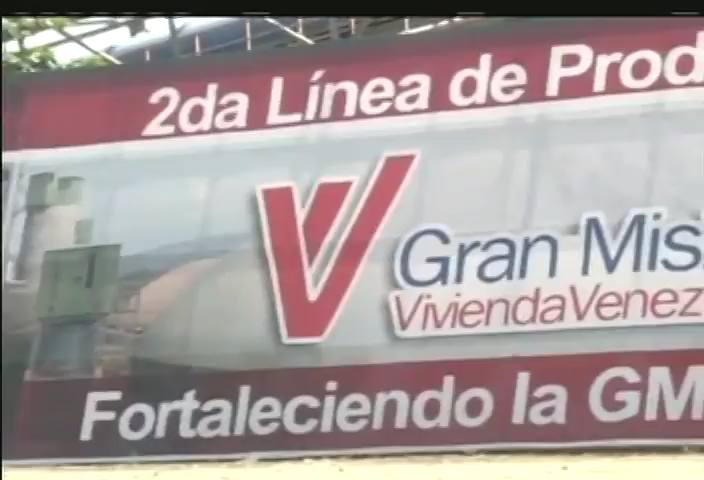 2da Línea de Prod
Gran Mis
ViviendaVenez
Fortaleciendo la GM